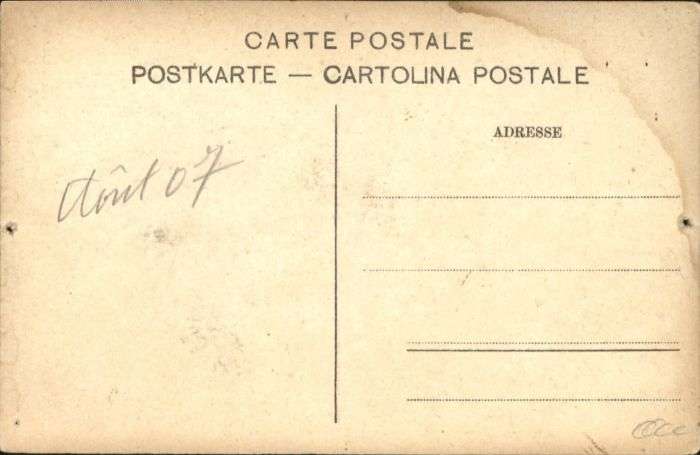 CARTE POSTALE
POSTKARTE — CARTOLINA POSTALE
ADRESSE
Août 07